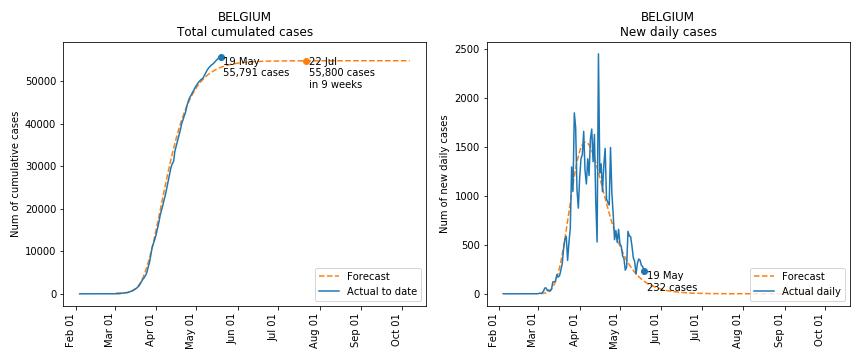 BELGIUM
Total cumulated cases
Num of cumulative cases
50000
40000
30000
20000
10000
0
19 May
55,791 cases
22 Jul
55,800 cases
in 9 weeks
Forecast
Actual to date
Feb 01
Mar 01
Apr 01
May 01
Jun 01
Jul 01
Aug 01
Sep 01
Oct 01
BELGIUM
New daily cases
Num of new daily cases
2500
2000
1500
1000
500
0
19 May
232 cases
Forecast
Actual daily
Feb 01
Mar 01
Apr 01
May 01
Jun 01
Jul 01
Aug 01
Sep 01
Oct 01